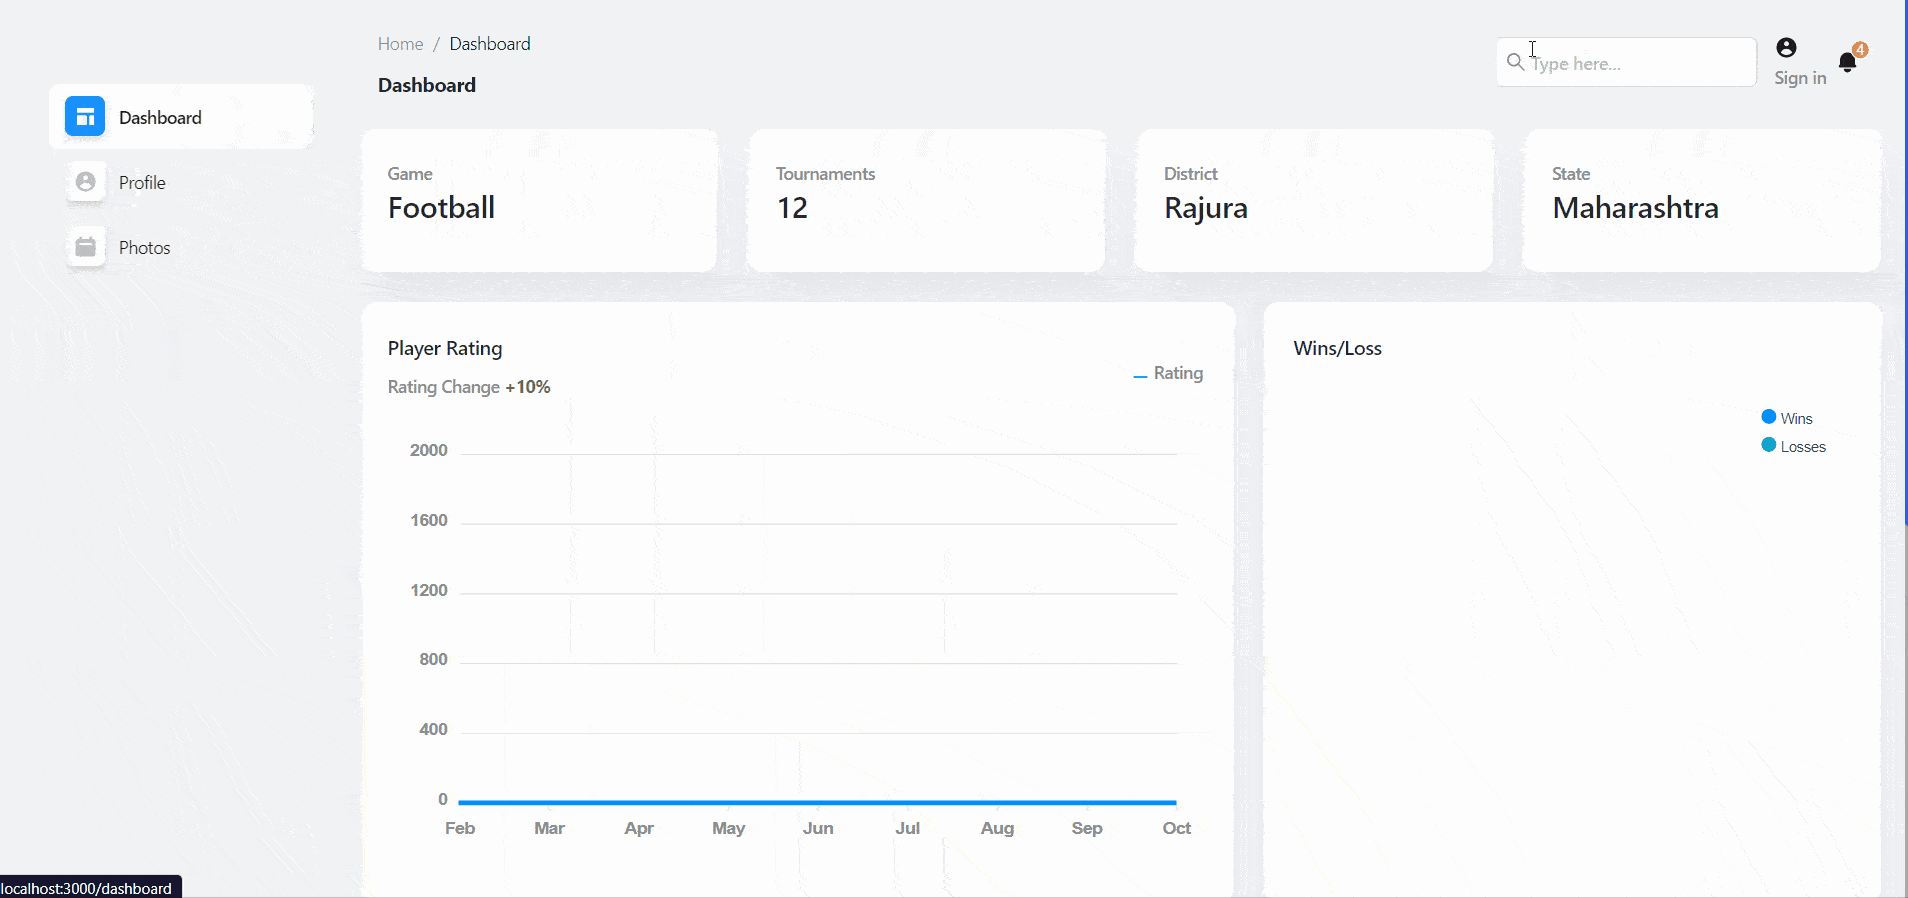 Home / Dashboard
Dashboard
Type here...
Sign in
4
Dashboard
Profile
Photos
Game
Football
Tournaments
12
District
Rajura
State
Maharashtra
Player Rating
Rating Change +10%
Rating
2000
1600
1200
800
400
0
Feb Mar Apr May Jun Jul Aug Sep Oct
Wins/Loss
Wins
Losses
localhost:3000/dashboard